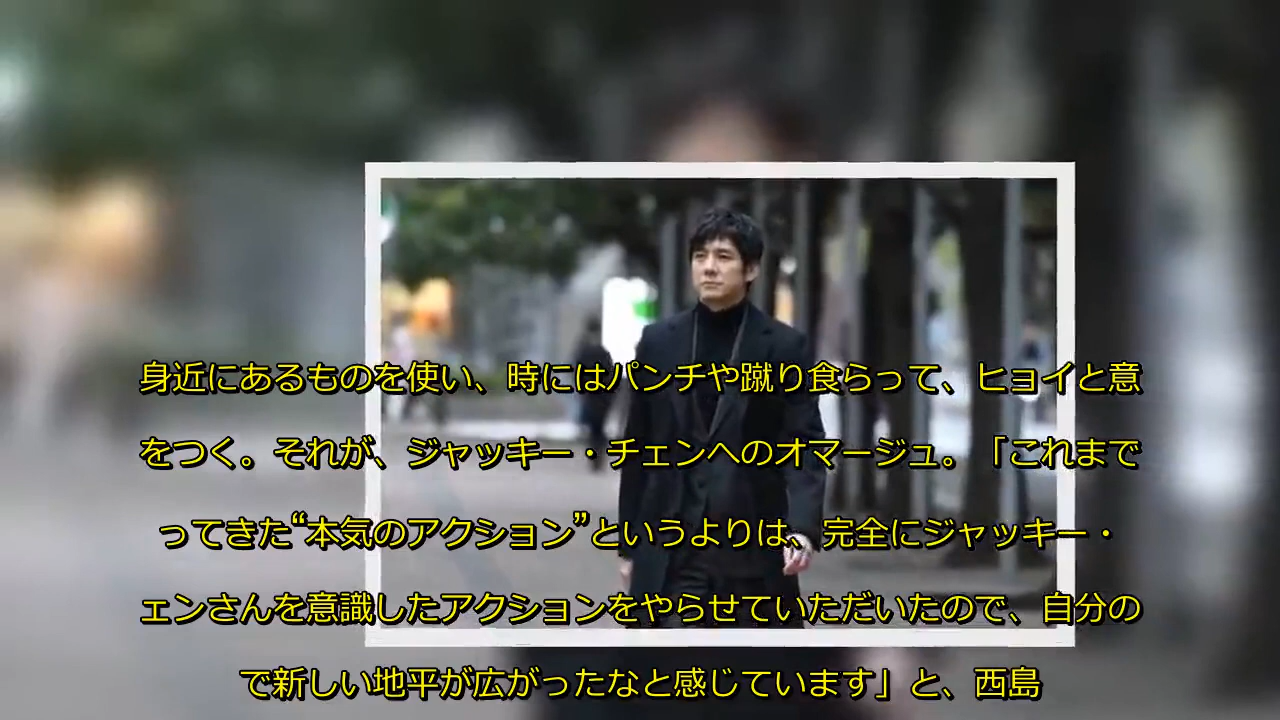 身近にあるものを使い、時にはパンチや蹴り食らって、ヒョイと意
をつく。それが、ジャッキー・チェンへのオマージュ。「これまで
ってきた“本気のアクション”というよりは、完全にジャッキー・
ェンさんを意識したアクションをやらせていただいたので、自分の
で新しい地平が広がったなと感じています」と、西島